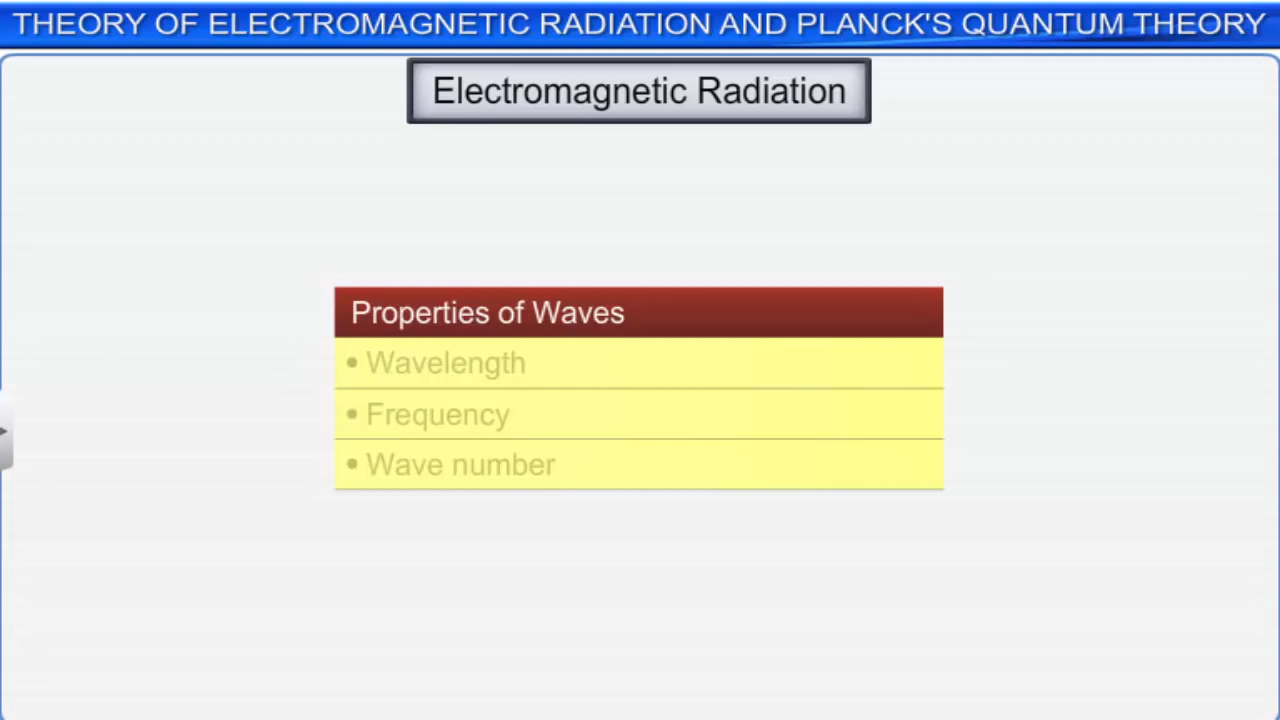 THEORY OF ELECTROMAGNETIC RADIATION AND PLANCK'S QUANTUM THEORY
Electromagnetic Radiation
Properties of Waves
• Wavelength
• Frequency
• Wave number